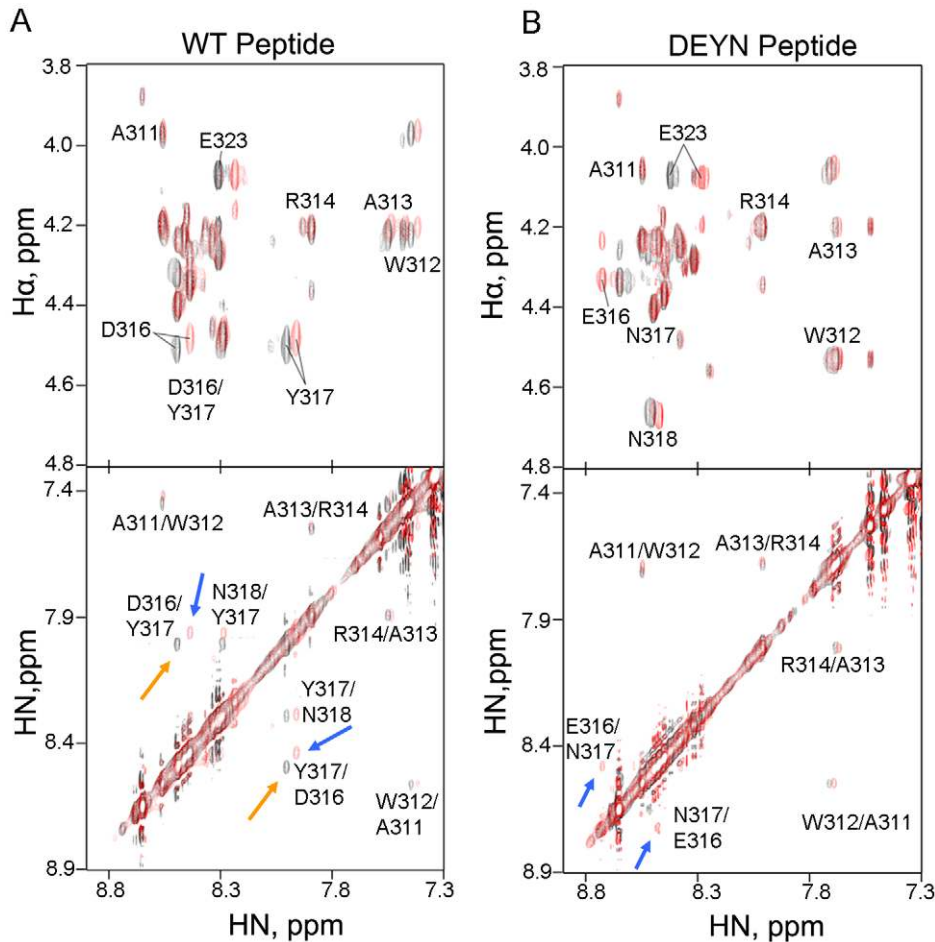 A
WT Peptide
3.8
4.0
4.2
4.4
4.6
4.8
Hα, ppm
A311
E323
R314
A313
W312
D316
D316/
Y317
Y317
7.4
7.9
8.4
8.9
HN,ppm
A311/W312
A313/R314
D316/
Y317
N318/
Y317
R314/A313
Y317/
N318
Y317/
D316
W312/
A311
8.8
8.3
7.8
7.3
HN, ppm
B
DEYN Peptide
3.8
4.0
4.2
4.4
4.6
4.8
Hα, ppm
E323
A311
R314
A313
E316
N317
W312
N318
7.4
7.9
8.4
8.9
HN,ppm
A311/W312
A313/R314
R314/A313
E316/
N317
N317/
E316
W312/A311
8.8
8.3
7.8
7.3
HN, ppm